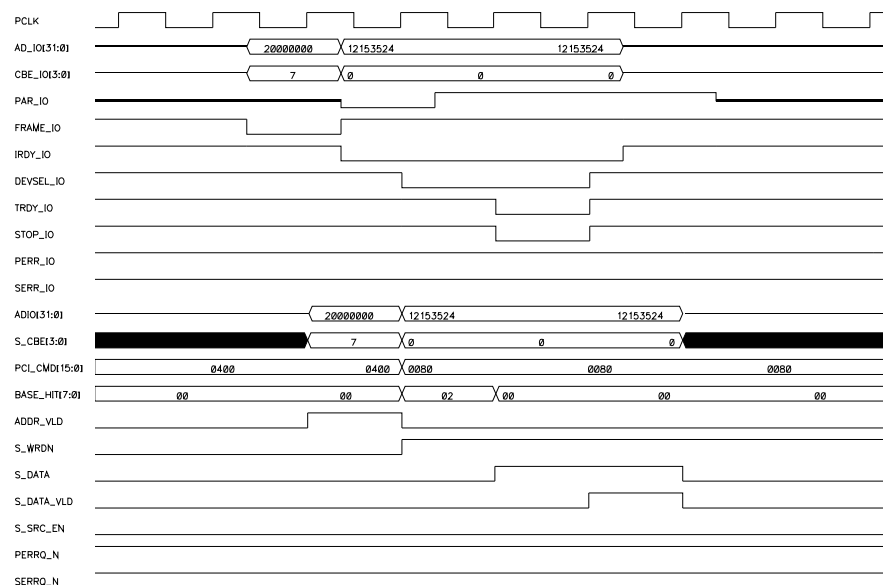 PCLK
AD_IO[31:0] 20000000 12153524 12153524
CBE_IO[3:0] 7 0 0 0
PAR_IO
FRAME_IO
IRDY_IO
DEVSEL_IO
TRDY_IO
STOP_IO
PERR_IO
SERR_IO
ADIO[31:0] 20000000 12153524 12153524
S_CBE[3:0] 7 0 0 0
PCI_CMD[15:0] 0400 0400 0080 0080 0080
BASE_HIT[7:0] 00 00 02 00 00 00
ADDR_VLD
S_WRDN
S_DATA
S_DATA_VLD
S_SRC_EN
PERRQ_N
SERRQ_N